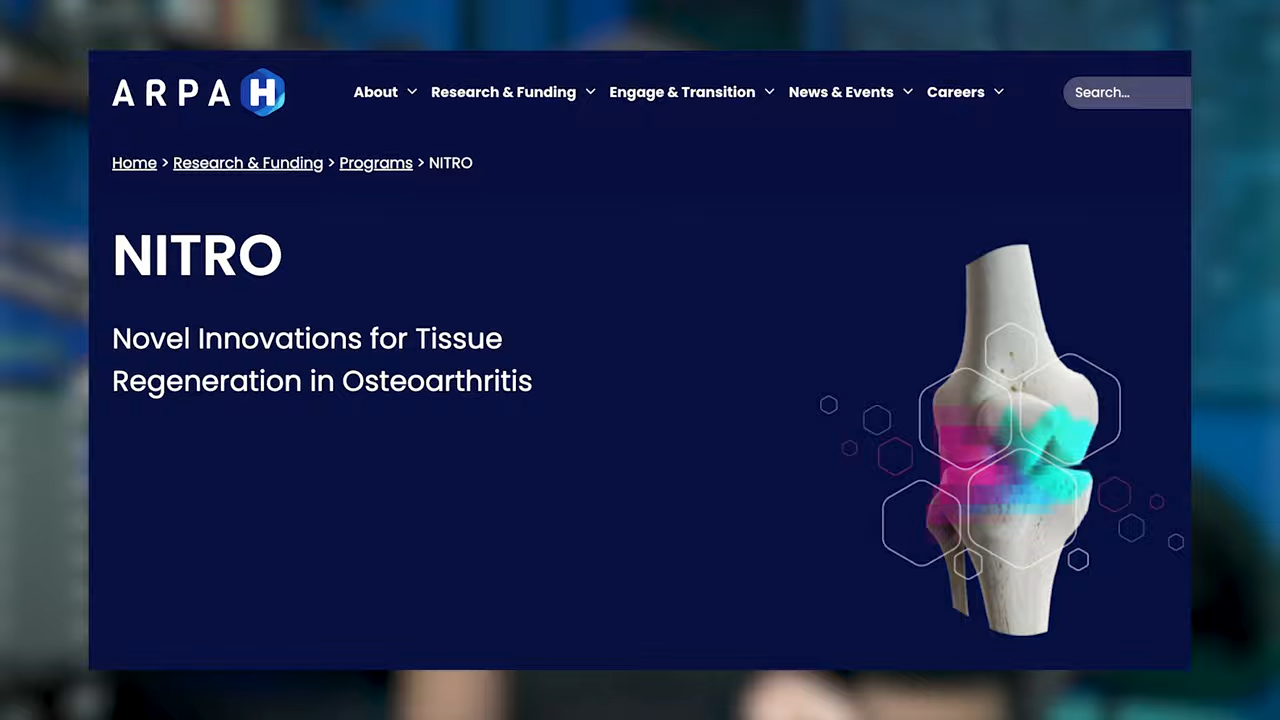 ARPA H
About Research & Funding Engage & Transition News & Events Careers Search...
Home > Research & Funding > Programs > NITRO
NITRO
Novel Innovations for Tissue
Regeneration in Osteoarthritis